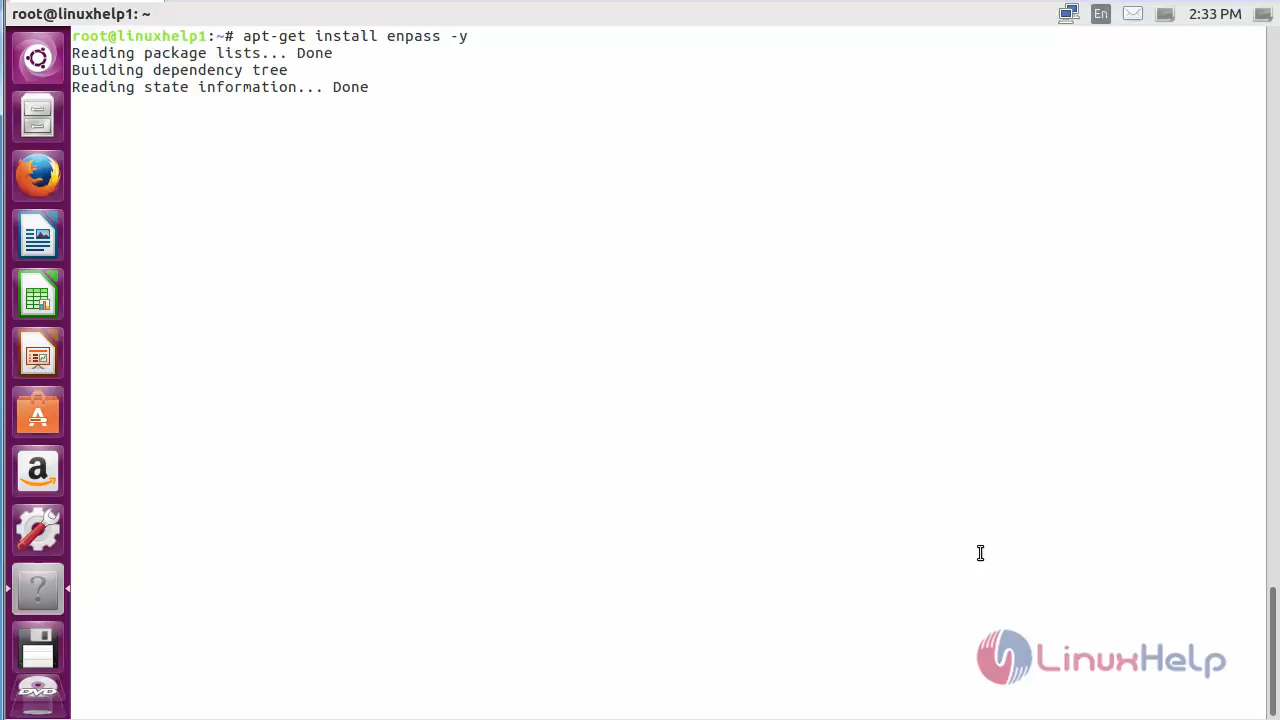 root@linuxhelp1: ~
En
2:33 PM
root@linuxhelp1:~# apt-get install enpass -y
Reading package lists... Done
Building dependency tree
Reading state information... Done
A
a
?
DVD
LinuxHelp